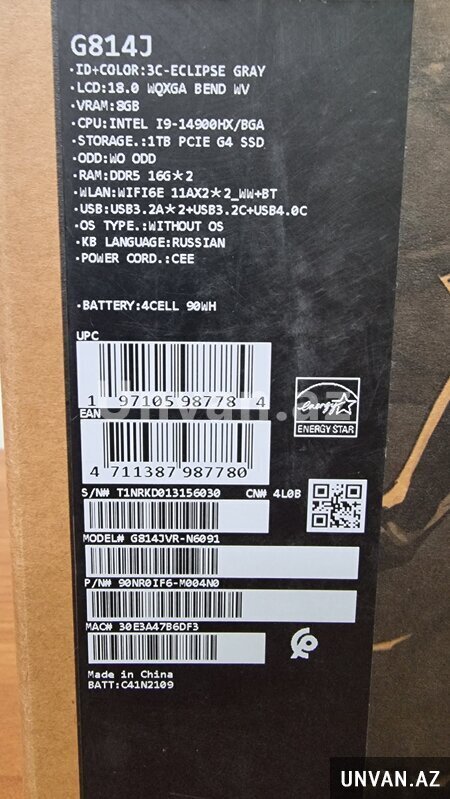 G814J
·ID+COLOR:3C-ECLIPSE GRAY
·LCD:18.0 WQXGA BEND WV
·VRAM:8GB
·CPU:INTEL I9-14900HX/BGA
·STORAGE.:1TB PCIE G4 SSD
·ODD:WO ODD
·RAM:DDR5 16G*2
·WLAN:WIFI6E 11AX2*2_WW+BT
·USB:USB3.2A*2+USB3.2C+USB4.0C
·OS TYPE.:WITHOUT OS
·KB LANGUAGE:RUSSIAN
·POWER CORD.:CEE
·BATTERY:4CELL 90WH
UPC
1 97105 98778 4
Unvan.az
EAN
4 711387 987780
energy
ENERGY STAR
S/N# T1NRKD013156030 CN# 4L0B
MODEL# G814JVR-N6091
P/N# 90NR0IF6-M004N0
MAC# 30E3A47B6DF3
Made in China
BATT:C41N2109
UNVAN.AZ